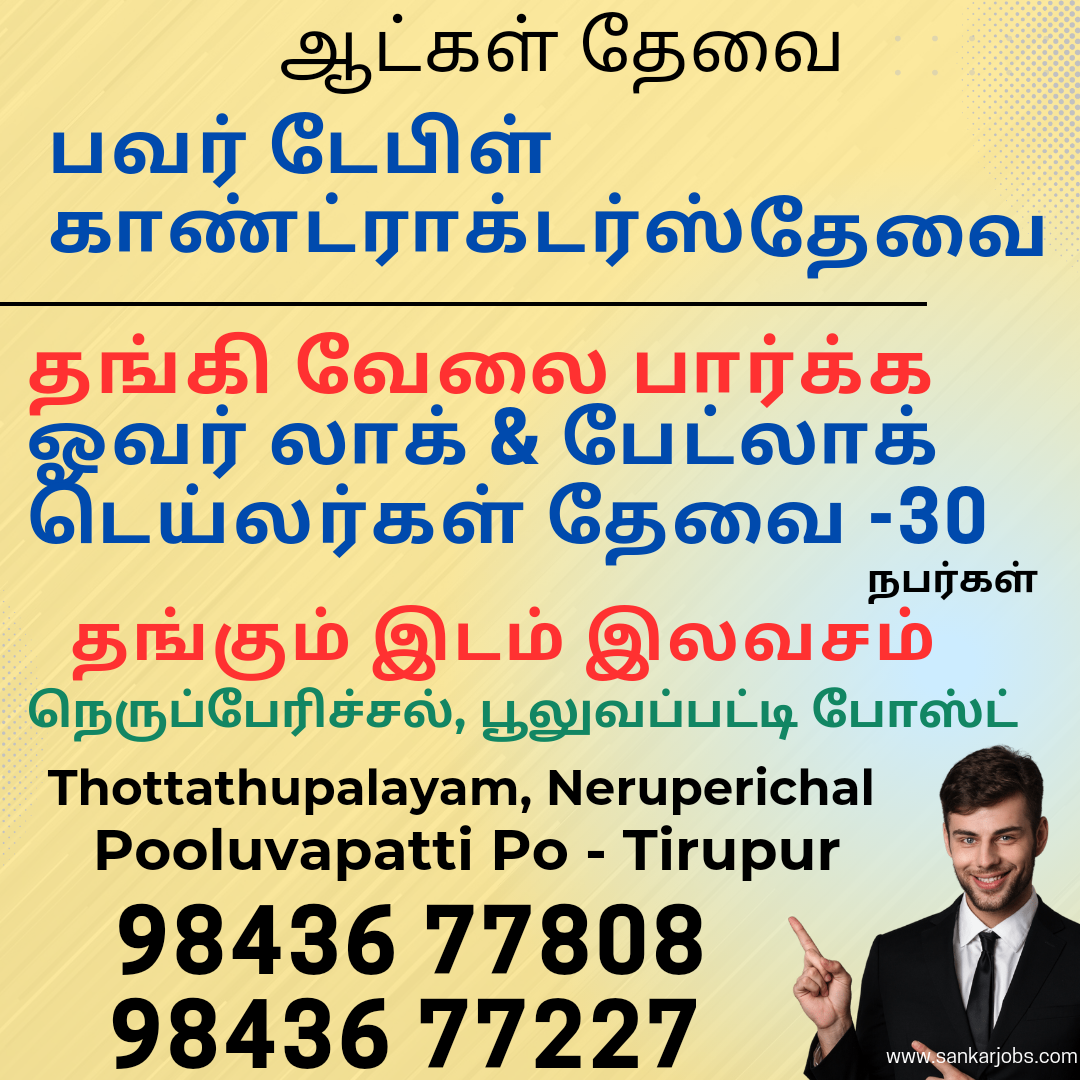 ஆட்கள் தேவை
பவர் டேபிள்
காண்ட்ராக்டர்ஸ்தேவை
தங்கி வேலை பார்க்க
ஓவர் லாக் & பேட்லாக்
டெய்லர்கள் தேவை -30
நபர்கள்
தங்கும் இடம் இலவசம்
நெருப்பேரிச்சல், பூலுவப்பட்டி போஸ்ட்
Thottathupalayam, Neruperichal
Pooluvapatti Po - Tirupur
98436 77808
98436 77227
www.sankarjobs.com